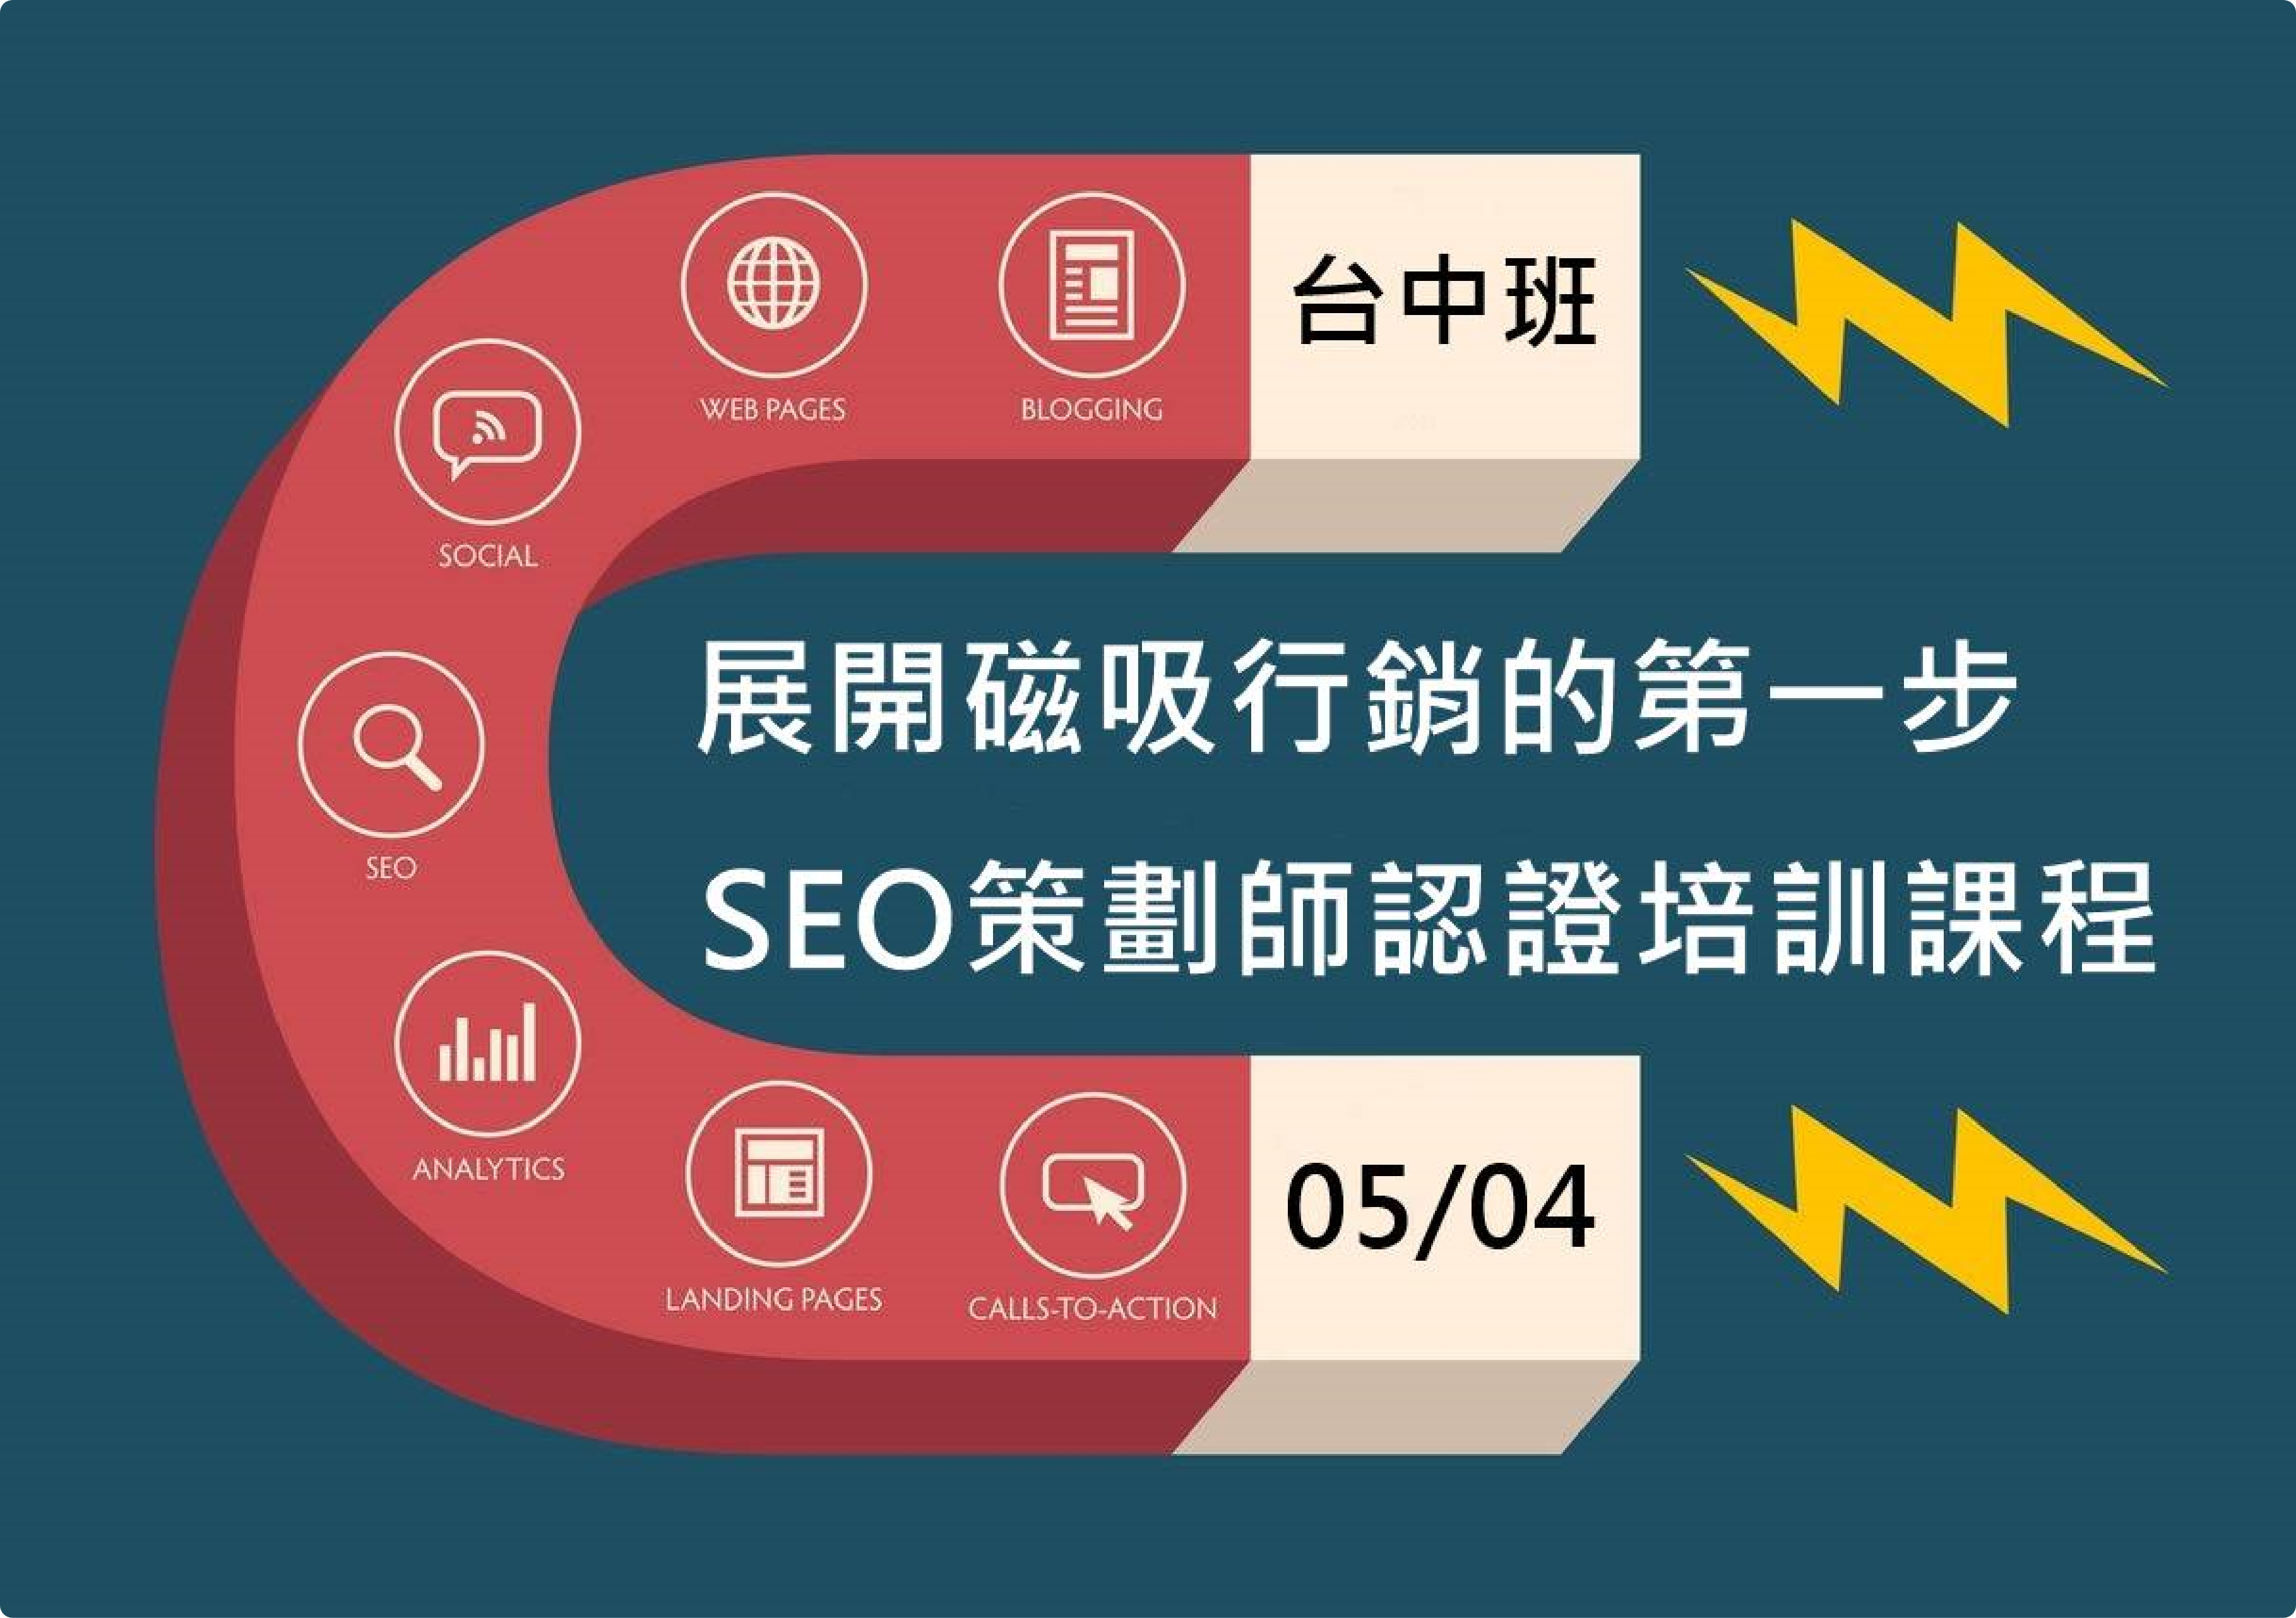 WEB PAGES
BLOGGING
台中班
SOCIAL
展開磁吸行銷的第一步
SEO
SEO策劃師認證培訓課程
ANALYTICS
LANDING PAGES
CALLS-TO-ACTION
05/04